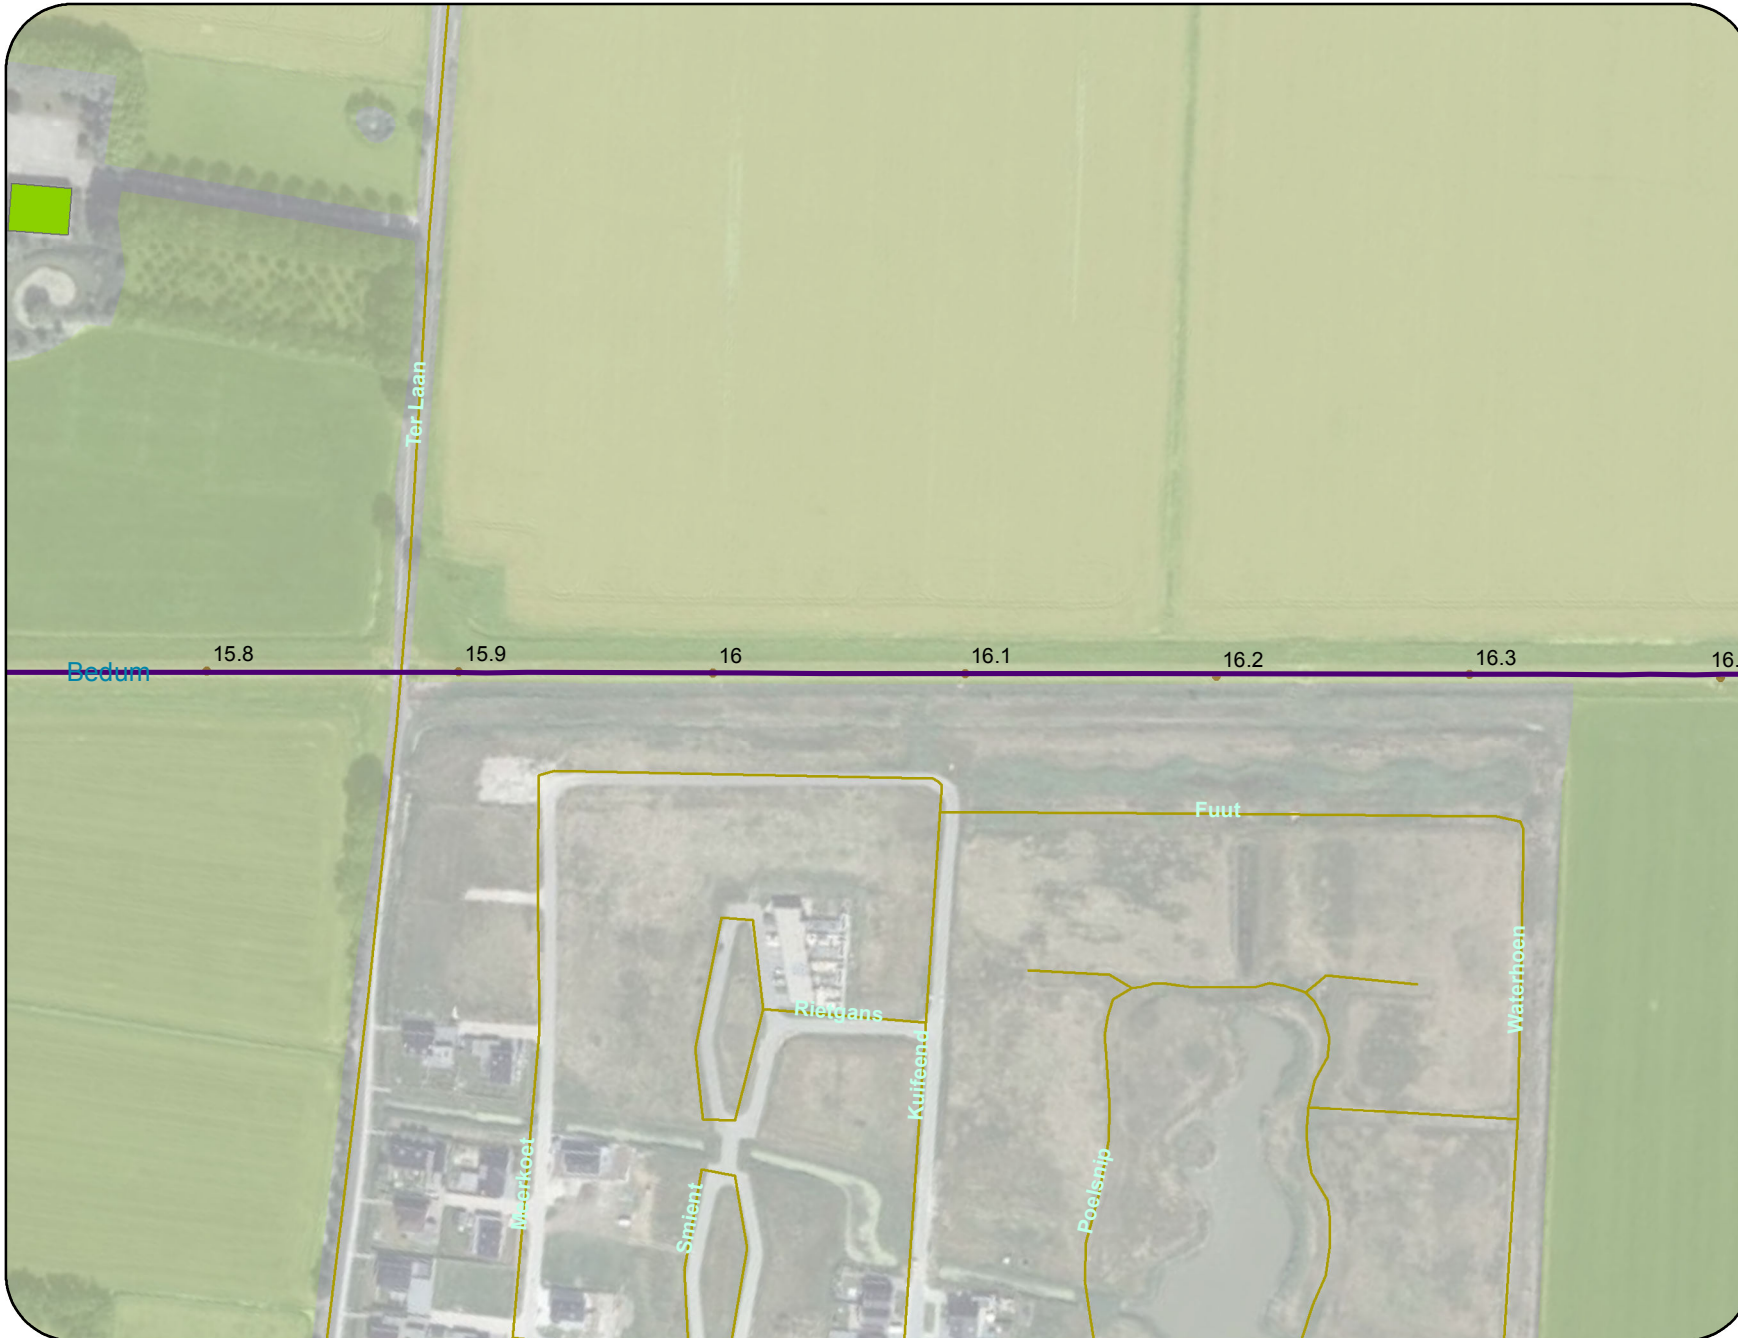 Ter Laan
15.8
15.9
16
16.1
16.2
16.3
16.
Bedum
Fuut
Waterhoen
Rietgans
Kuifeend
Meerkoet
Smient
Poelsnip